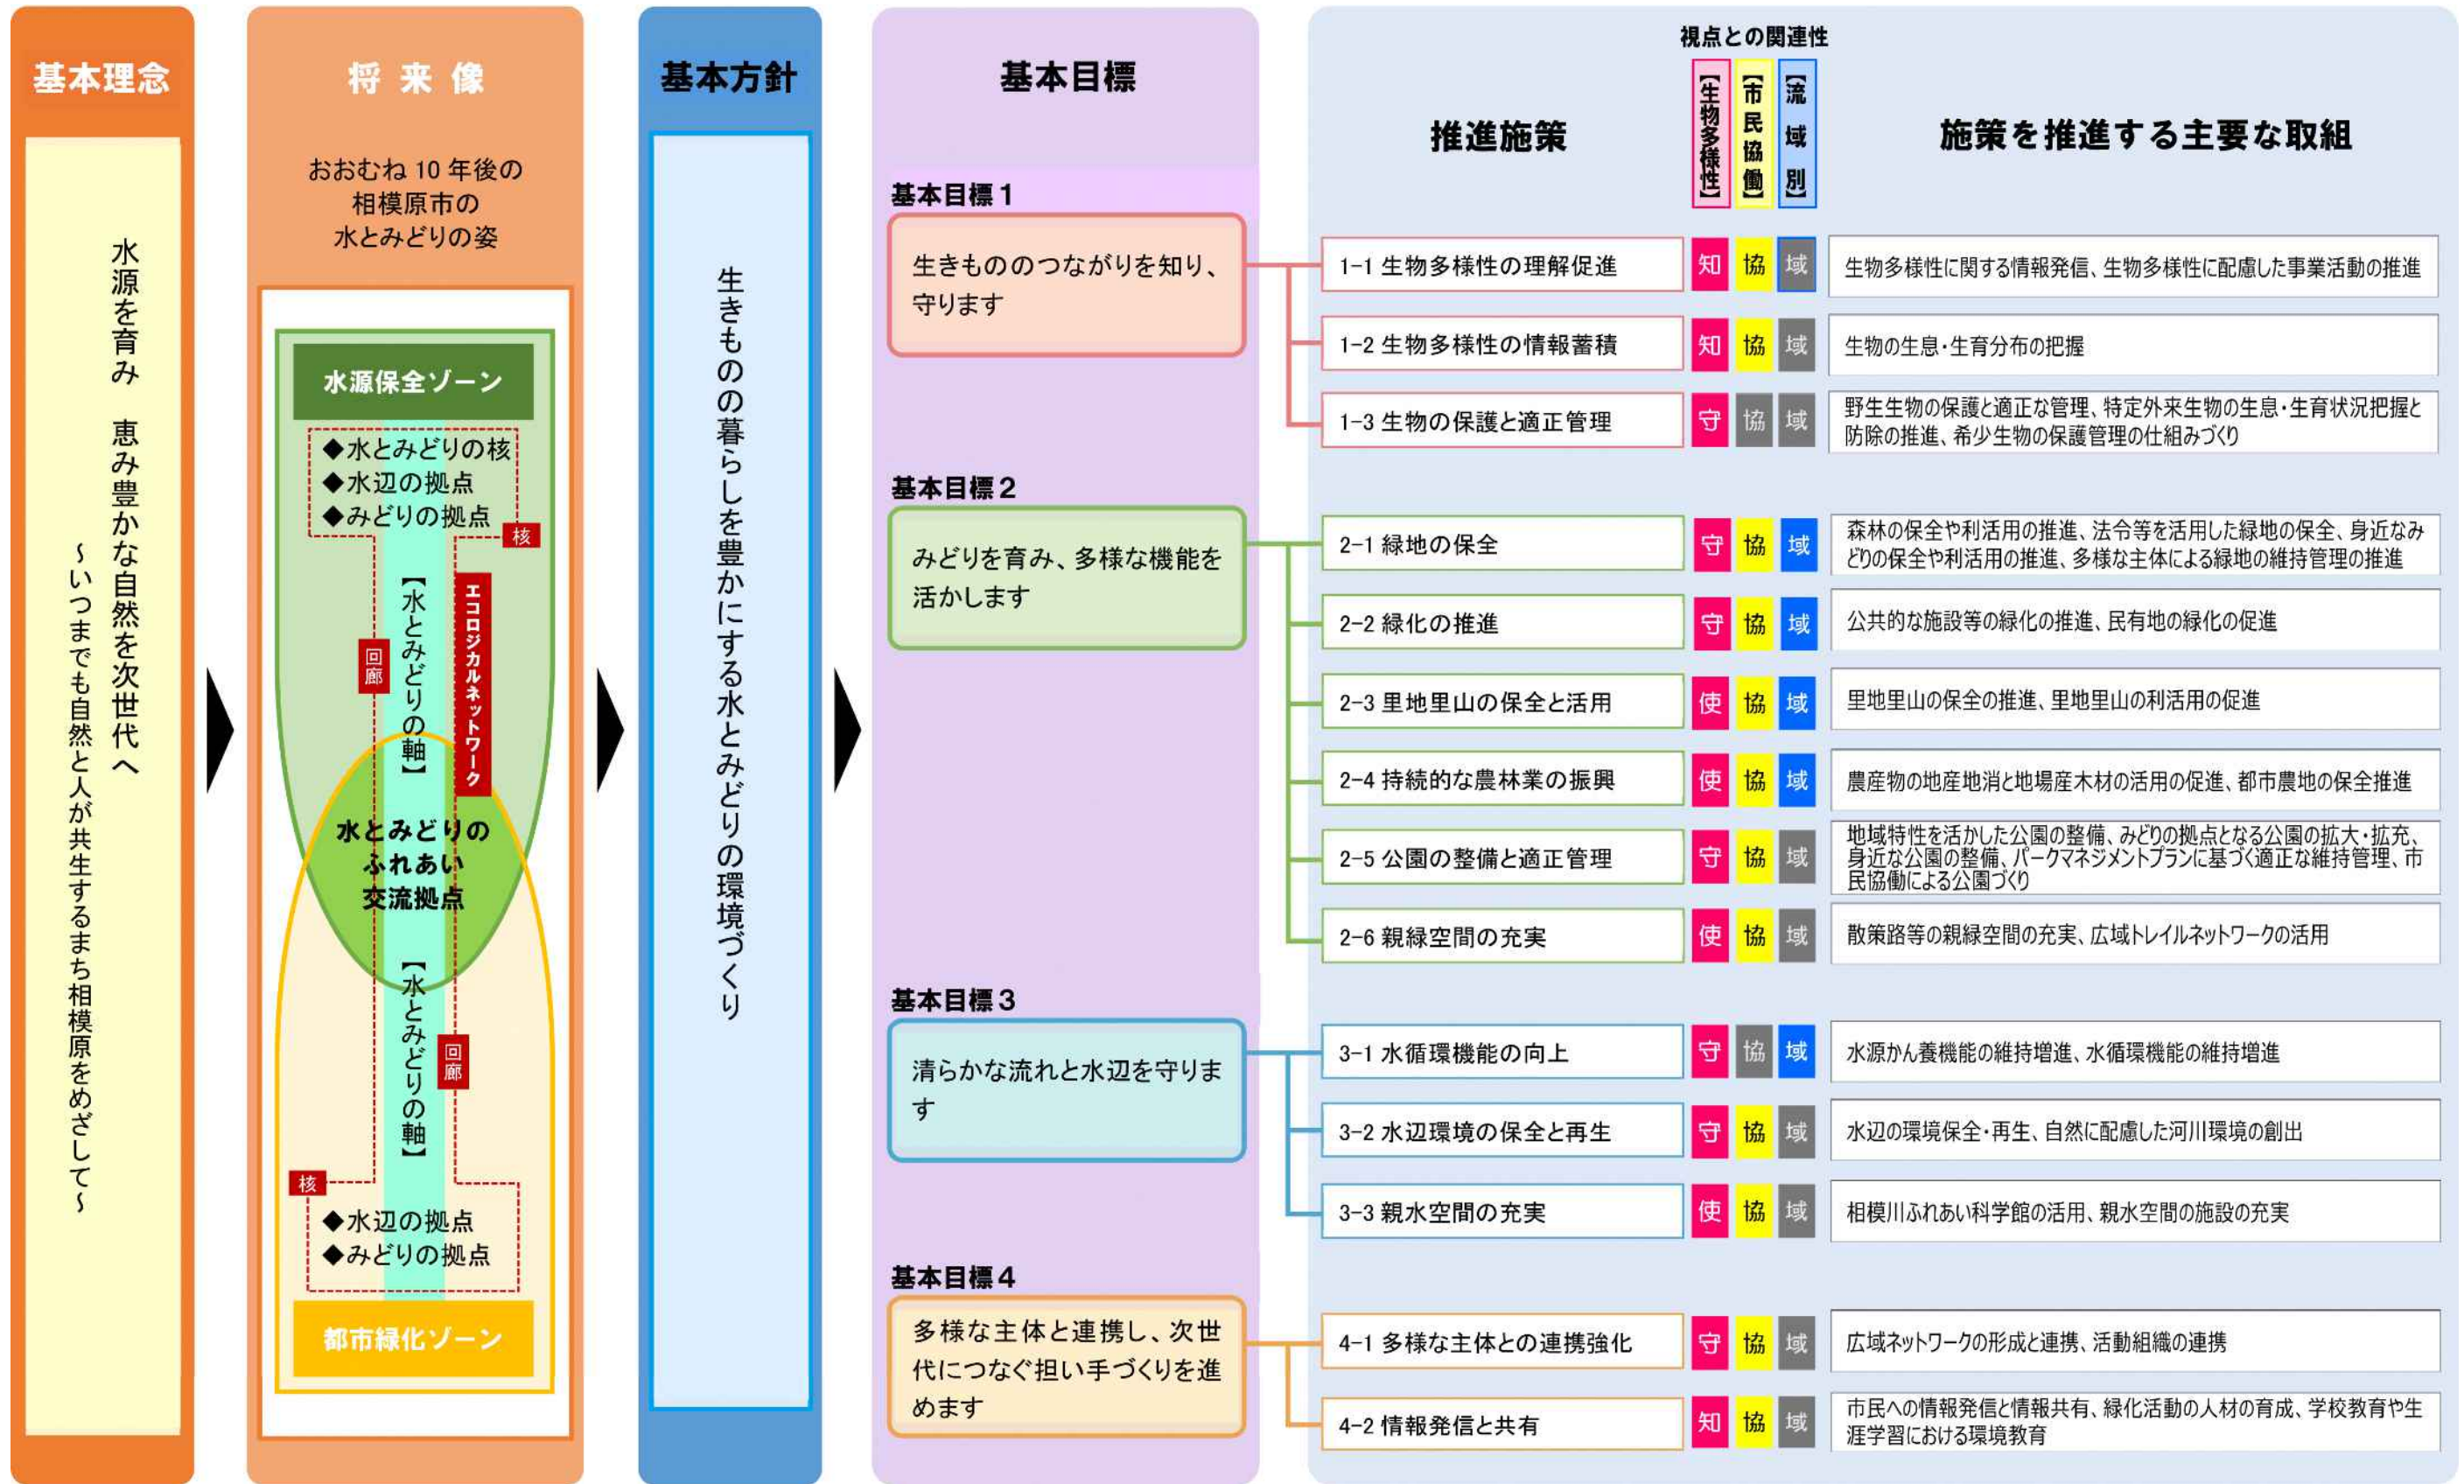 基本理念
水源を育み　恵み豊かな自然を次世代へ
～いつまでも自然と人が共生するまち相模原をめざして～
将来像
おおむね10年後の
相模原市の
水とみどりの姿
水源保全ゾーン
◆水とみどりの核
◆水辺の拠点
◆みどりの拠点
核
【水とみどりの軸】
エコロジカルネットワーク
回廊
水とみどりの
ふれあい
交流拠点
【水とみどりの軸】
回廊
核
◆水辺の拠点
◆みどりの拠点
都市緑化ゾーン
基本方針
生きものの暮らしを豊かにする水とみどりの環境づくり
基本目標
視点との関連性
推進施策
【生物多様性】
【市民協働】
【流域別】
施策を推進する主要な取組
基本目標1
生きもののつながりを知り、
守ります
1-1 生物多様性の理解促進 知 協 域 生物多様性に関する情報発信、生物多様性に配慮した事業活動の推進
1-2 生物多様性の情報蓄積 知 協 域 生物の生息・生育分布の把握
1-3 生物の保護と適正管理 守 協 域 野生生物の保護と適正な管理、特定外来生物の生息・生育状況把握と
防除の推進、希少生物の保護管理の仕組みづくり
基本目標2
みどりを育み、多様な機能を
活かします
2-1 緑地の保全 守 協 域 森林の保全や利活用の推進、法令等を活用した緑地の保全、身近なみ
どりの保全や利活用の推進、多様な主体による緑地の維持管理の推進
2-2 緑化の推進 守 協 域 公共的な施設等の緑化の推進、民有地の緑化の促進
2-3 里地里山の保全と活用 使 協 域 里地里山の保全の推進、里地里山の利活用の促進
2-4 持続的な農林業の振興 使 協 域 農産物の地産地消と地場産木材の活用の促進、都市農地の保全推進
2-5 公園の整備と適正管理 守 協 域 地域特性を活かした公園の整備、みどりの拠点となる公園の拡大・拡充、
身近な公園の整備、パークマネジメントプランに基づく適正な維持管理、市
民協働による公園づくり
2-6 親緑空間の充実 使 協 域 散策路等の親緑空間の充実、広域トレイルネットワークの活用
基本目標3
清らかな流れと水辺を守りま
す
3-1 水循環機能の向上 守 協 域 水源かん養機能の維持増進、水循環機能の維持増進
3-2 水辺環境の保全と再生 守 協 域 水辺の環境保全・再生、自然に配慮した河川環境の創出
3-3 親水空間の充実 使 協 域 相模川ふれあい科学館の活用、親水空間の施設の充実
基本目標4
多様な主体と連携し、次世
代につなぐ担い手づくりを進
めます
4-1 多様な主体との連携強化 守 協 域 広域ネットワークの形成と連携、活動組織の連携
4-2 情報発信と共有 知 協 域 市民への情報発信と情報共有、緑化活動の人材の育成、学校教育や生
涯学習における環境教育